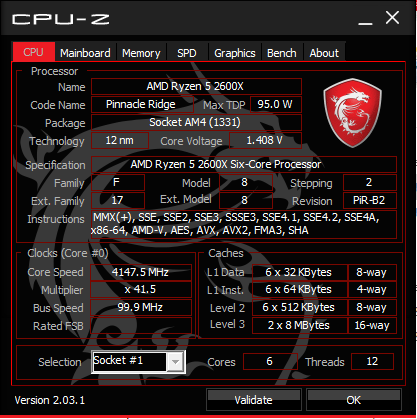 CPU-Z
CPU Mainboard Memory SPD Graphics Bench About
Processor
Name AMD Ryzen 5 2600X
Code Name Pinnacle Ridge Max TDP 95.0 W
Package Socket AM4 (1331)
Technology 12 nm Core Voltage 1.408 V
Specification AMD Ryzen 5 2600X Six-Core Processor
Family F Model 8 Stepping 2
Ext. Family 17 Ext. Model 8 Revision PiR-B2
Instructions MMX(+), SSE, SSE2, SSE3, SSSE3, SSE4.1, SSE4.2, SSE4A,
x86-64, AMD-V, AES, AVX, AVX2, FMA3, SHA
Clocks (Core #0) Caches
Core Speed 4147.5 MHz L1 Data 6 x 32 KBytes 8-way
Multiplier x 41.5 L1 Inst. 6 x 64 KBytes 4-way
Bus Speed 99.9 MHz Level 2 6 x 512 KBytes 8-way
Rated FSB Level 3 2 x 8 MBytes 16-way
Selection Socket #1 Cores 6 Threads 12
Version 2.03.1 Validate OK